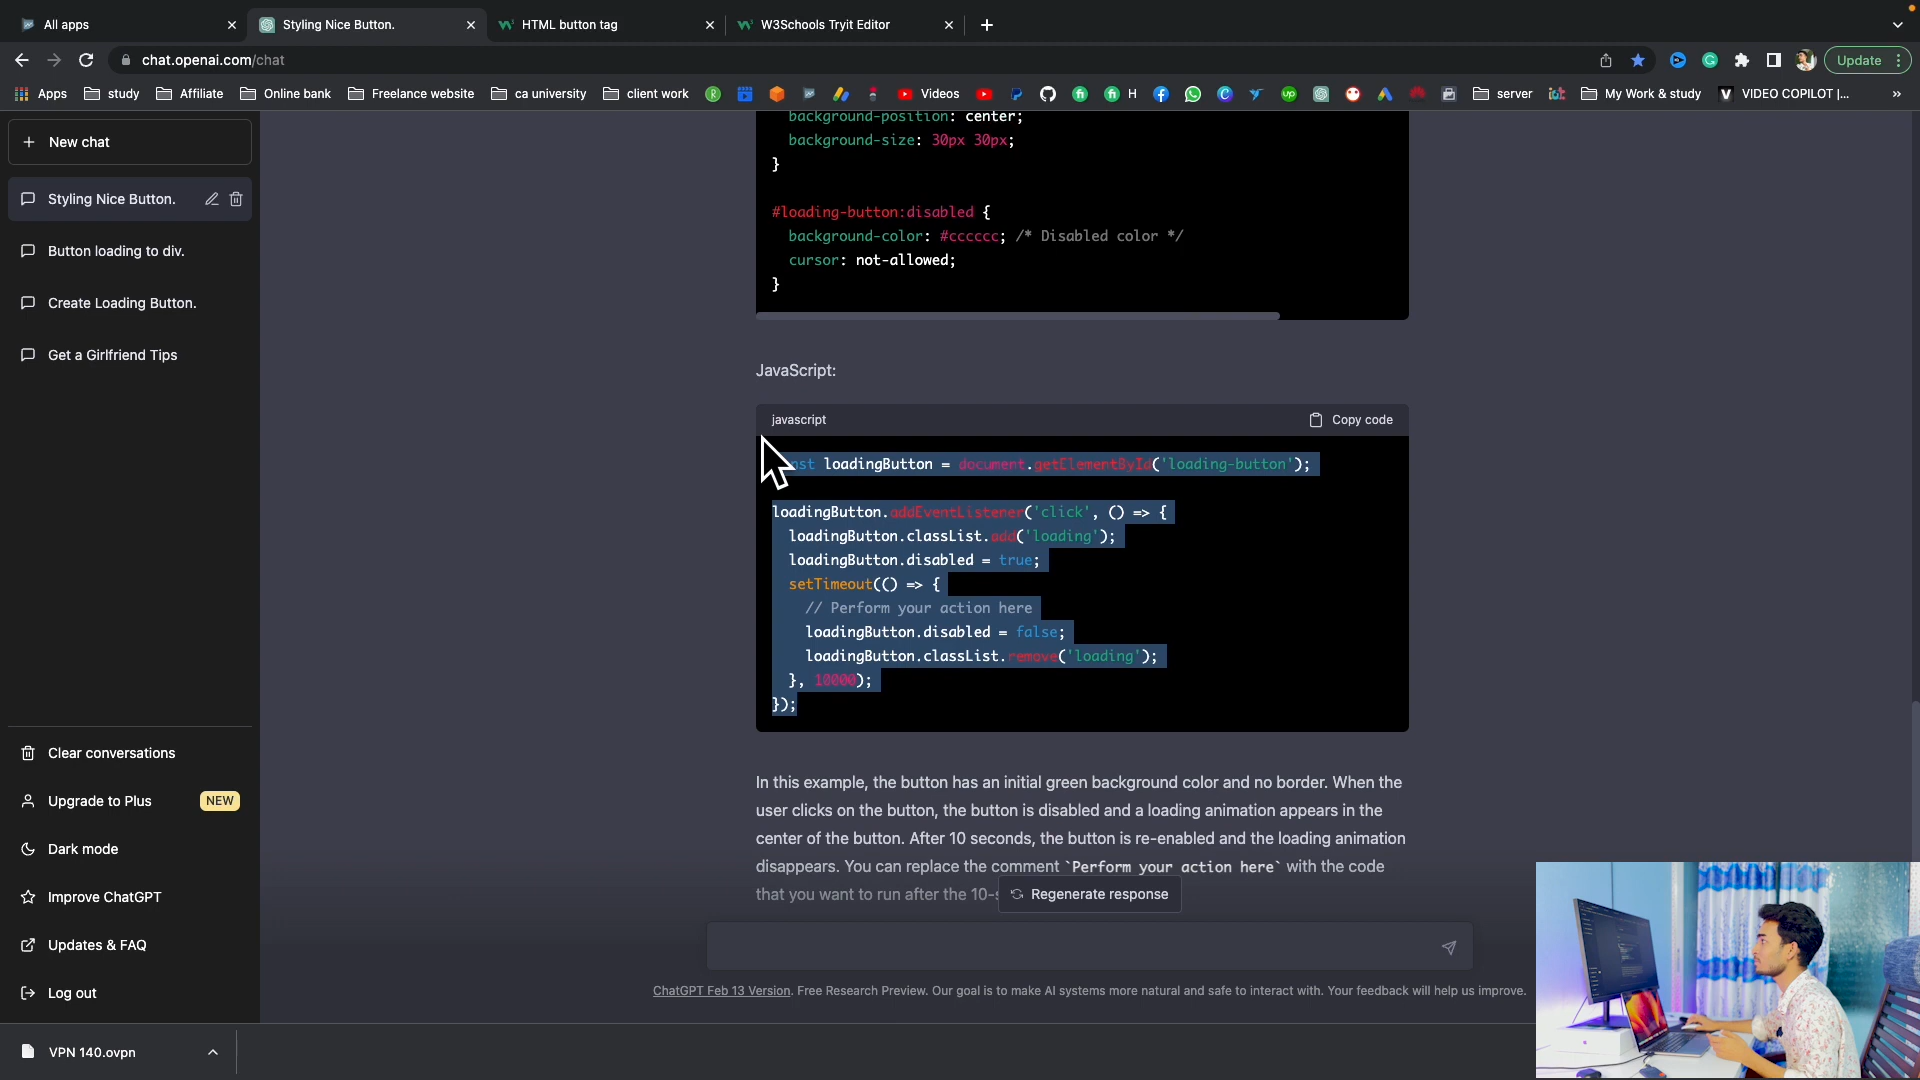 All apps
Styling Nice Button.
HTML button tag
W3Schools Tryit Editor
chat.openai.com/chat
Update
Apps
study
Affiliate
Online bank
Freelance website
ca university
client work
Videos
H
server
My Work & study
VIDEO COPILOT |...
New chat
Styling Nice Button.
Button loading to div.
Create Loading Button.
Get a Girlfriend Tips
Clear conversations
Upgrade to Plus NEW
Dark mode
Improve ChatGPT
Updates & FAQ
Log out
background-position: center;
background-size: 30px 30px;
}
#loading-button:disabled {
background-color: #cccccc; /* Disabled color */
cursor: not-allowed;
}
JavaScript:
javascript
Copy code
loadingButton = document.getElementById('loading-button');
loadingButton.addEventListener('click', () => {
loadingButton.classList.add('loading');
loadingButton.disabled = true;
setTimeout(() => {
// Perform your action here
loadingButton.disabled = false;
loadingButton.classList.remove('loading');
}, 10000);
});
In this example, the button has an initial green background color and no border. When the
user clicks on the button, the button is disabled and a loading animation appears in the
center of the button. After 10 seconds, the button is re-enabled and the loading animation
disappears. You can replace the comment `Perform your action here` with the code
that you want to run after the 10-s
Regenerate response
ChatGPT Feb 13 Version. Free Research Preview. Our goal is to make AI systems more natural and safe to interact with. Your feedback will help us improve.
VPN 140.ovpn